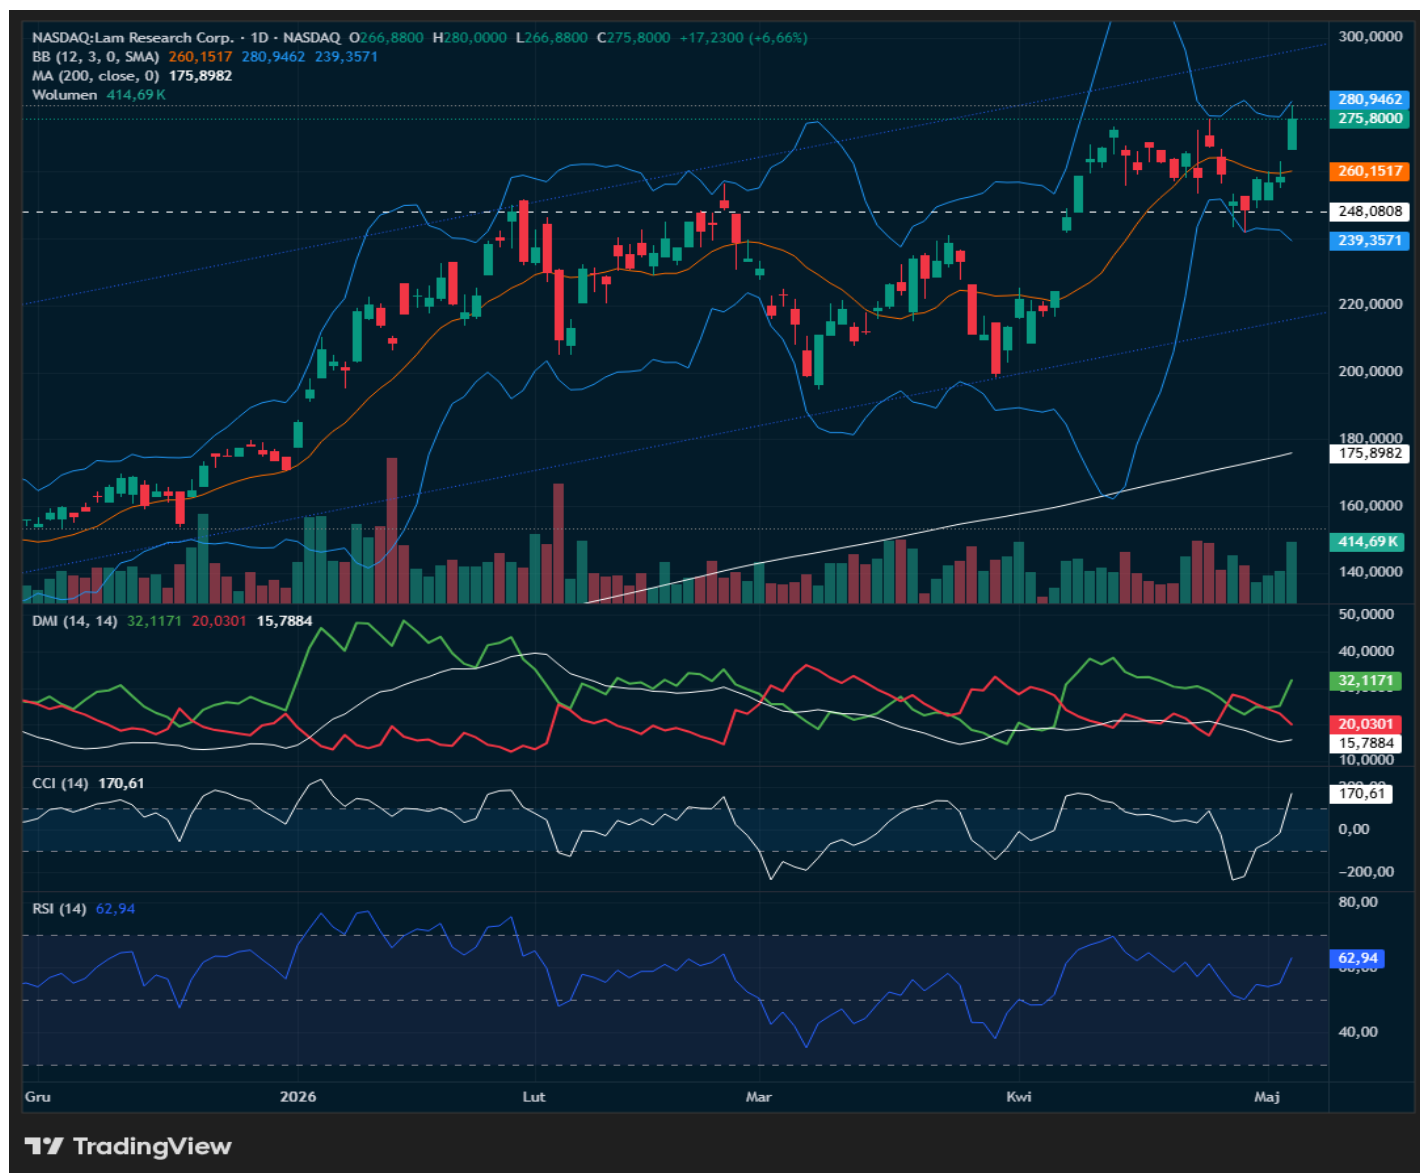 NASDAQ:Lam Research Corp. · 1D · NASDAQ O266,8800 H280,0000 L266,8800 C275,8000 +17,2300 (+6,66%)
BB (12, 3, 0, SMA) 260,1517 280,9462 239,3571
MA (200, close, 0) 175,8982
Wolumen 414,69 K
300,0000
280,9462
275,8000
260,1517
248,0808
239,3571
220,0000
200,0000
180,0000
175,8982
160,0000
414,69 K
140,0000
DMI (14, 14) 32,1171 20,0301 15,7884
50,0000
40,0000
32,1171
20,0301
15,7884
10,0000
CCI (14) 170,61
170,61
0,00
−200,00
RSI (14) 62,94
80,00
62,94
40,00
Gru 2026 Lut Mar Kwi Maj
TradingView